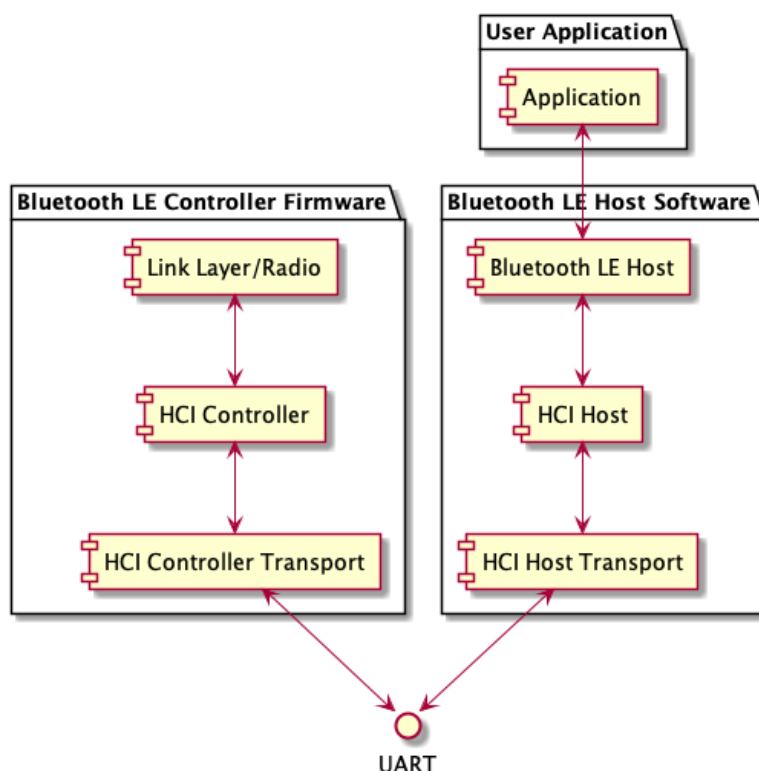 User Application
Application
Bluetooth LE Controller Firmware
Bluetooth LE Host Software
Link Layer/Radio
Bluetooth LE Host
HCI Controller
HCI Host
HCI Controller Transport
HCI Host Transport
UART